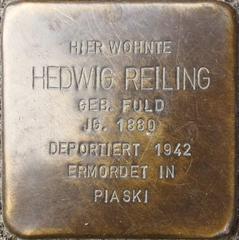 HIER WOHNTE
HEDWIG REILING
GEB. FULD
JG. 1880
DEPORTIERT 1942
ERMORDET IN
PIASKI